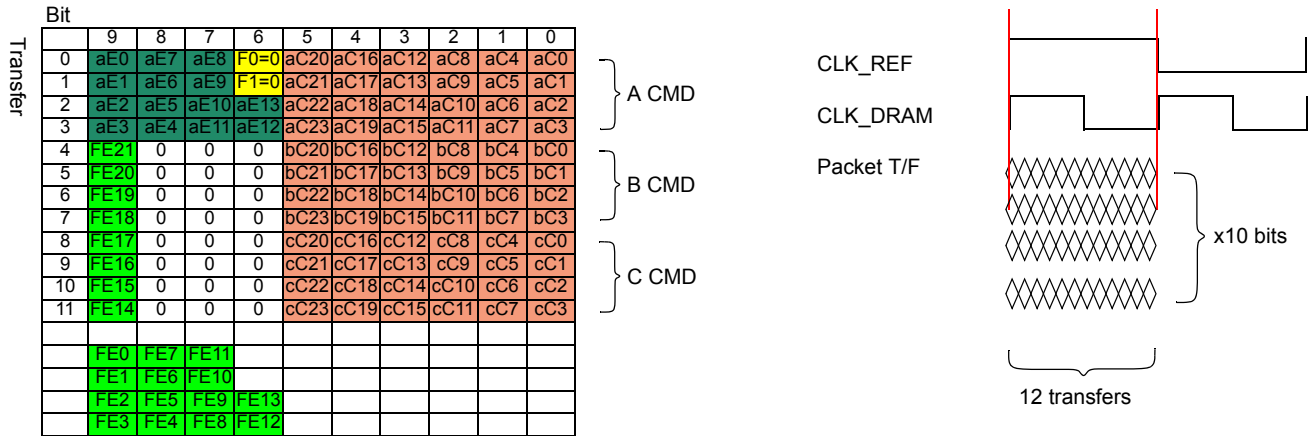 Bit
Transfer
9 8 7 6 5 4 3 2 1 0
0 aE0 aE7 aE8 F0=0 aC20 aC16 aC12 aC8 aC4 aC0
1 aE1 aE6 aE9 F1=0 aC21 aC17 aC13 aC9 aC5 aC1
2 aE2 aE5 aE10 aE13 aC22 aC18 aC14 aC10 aC6 aC2
3 aE3 aE4 aE11 aE12 aC23 aC19 aC15 aC11 aC7 aC3
A CMD
4 FE21 0 0 0 bC20 bC16 bC12 bC8 bC4 bC0
5 FE20 0 0 0 bC21 bC17 bC13 bC9 bC5 bC1
6 FE19 0 0 0 bC22 bC18 bC14 bC10 bC6 bC2
7 FE18 0 0 0 bC23 bC19 bC15 bC11 bC7 bC3
B CMD
8 FE17 0 0 0 cC20 cC16 cC12 cC8 cC4 cC0
9 FE16 0 0 0 cC21 cC17 cC13 cC9 cC5 cC1
10 FE15 0 0 0 cC22 cC18 cC14 cC10 cC6 cC2
11 FE14 0 0 0 cC23 cC19 cC15 cC11 cC7 cC3
C CMD
FE0 FE7 FE11
FE1 FE6 FE10
FE2 FE5 FE9 FE13
FE3 FE4 FE8 FE12
CLK_REF
CLK_DRAM
Packet T/F
x10 bits
12 transfers